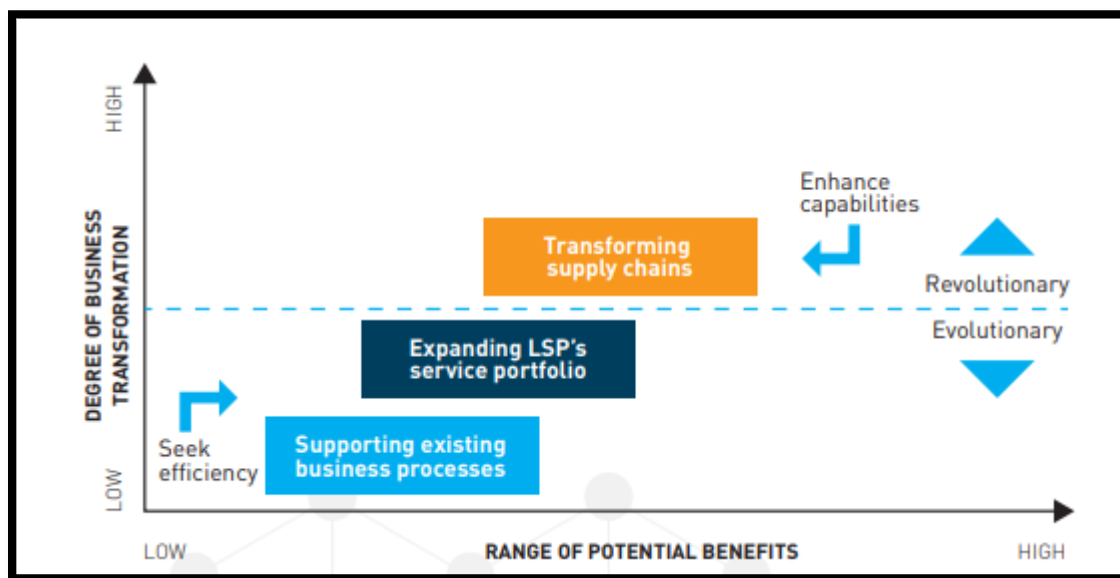 HIGH
DEGREE OF BUSINESS
TRANSFORMATION
LOW
Enhance
capabilities
Transforming
supply chains
Revolutionary
Evolutionary
Expanding LSP's
service portfolio
Seek
efficiency
Supporting existing
business processes
LOW
RANGE OF POTENTIAL BENEFITS
HIGH